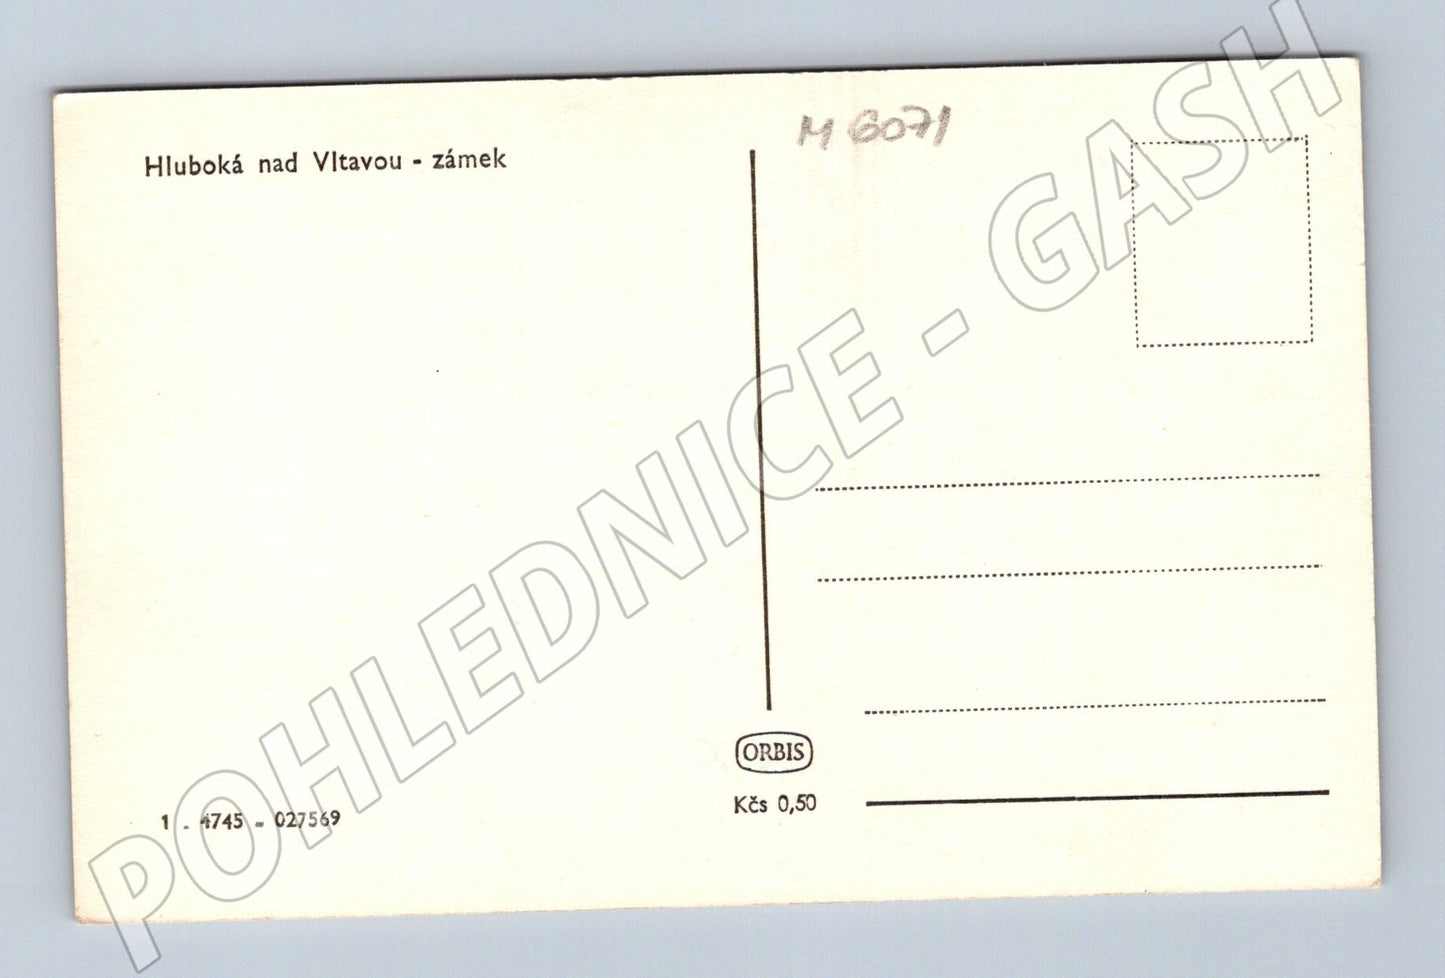 M 6071
Hluboká nad Vltavou - zámek
POHLEDNICE - GASH
ORBIS
Kčs 0,50
1 - 4745 - 027569